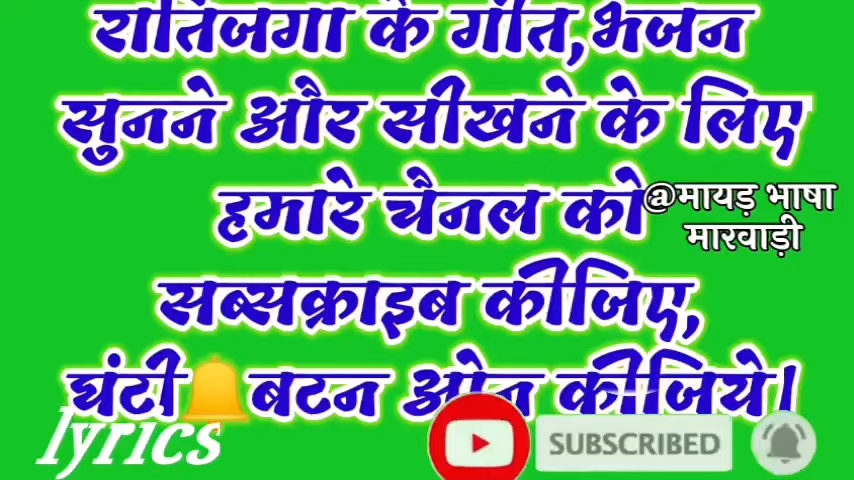 रातिजगा के गीत,भजन
सुनने और सीखने के लिए
हमारे चैनल को
@मायड़ भाषा
मारवाड़ी
सब्सक्राइब कीजिए,
घंटी🔔बटन ओन कीजिये।
lyrics
SUBSCRIBED